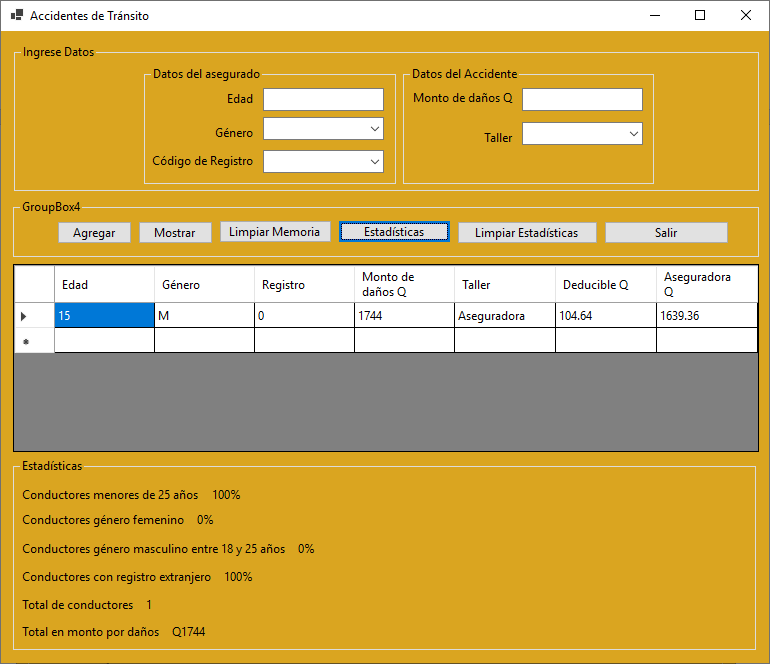 Accidentes de Tránsito
Ingrese Datos
Datos del asegurado
Edad
Género
Código de Registro
Datos del Accidente
Monto de daños Q
Taller
GroupBox4
Agregar Mostrar Limpiar Memoria Estadísticas Limpiar Estadísticas Salir
Edad Género Registro Monto de daños Q Taller Deducible Q Aseguradora Q
15 M 0 1744 Aseguradora 104.64 1639.36
Estadísticas
Conductores menores de 25 años 100%
Conductores género femenino 0%
Conductores género masculino entre 18 y 25 años 0%
Conductores con registro extranjero 100%
Total de conductores 1
Total en monto por daños Q1744